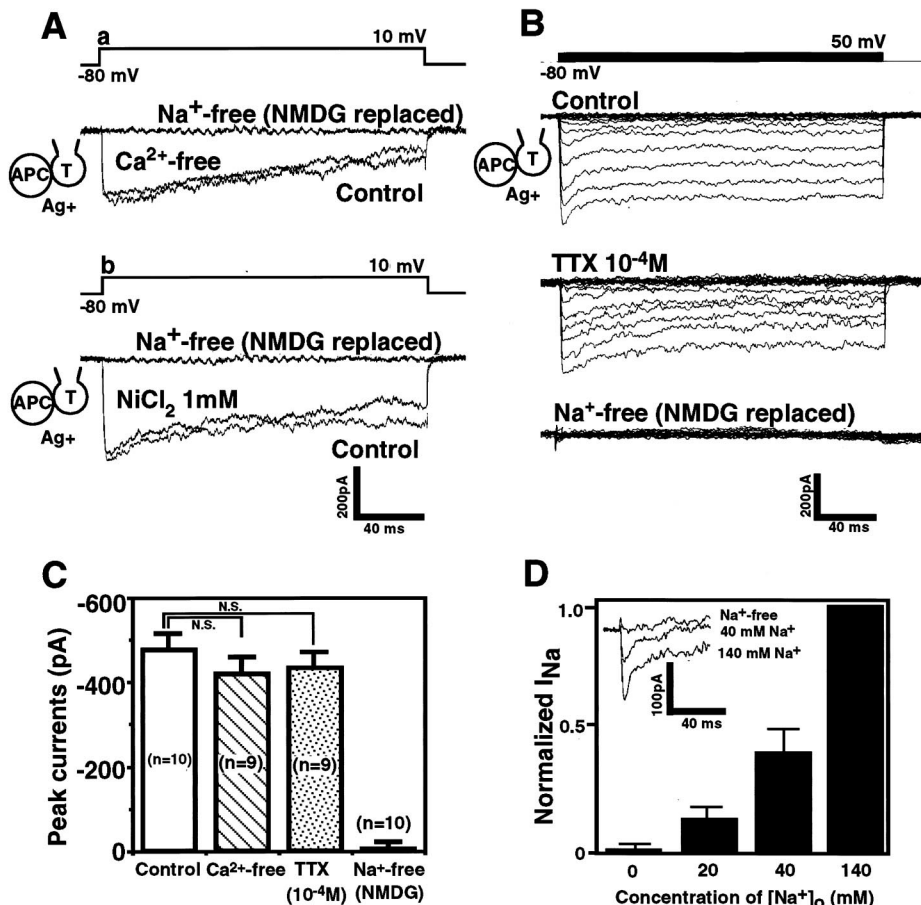 A
a
10 mV
-80 mV
Na⁺-free (NMDG replaced)
Ca²⁺-free
Control
APC T
Ag+
b
10 mV
-80 mV
Na⁺-free (NMDG replaced)
NiCl₂ 1mM
Control
APC T
Ag+
200pA
40 ms
B
50 mV
-80 mV
Control
APC T
Ag+
TTX 10⁻⁴M
Na⁺-free (NMDG replaced)
200pA
40 ms
C
Peak currents (pA)
-600
-400
-200
0
N.S.
N.S.
(n=10)
(n=9)
(n=9)
(n=10)
Control Ca²⁺-free TTX Na⁺-free
(10⁻⁴M) (NMDG)
D
Normalized INa
1.0
0.5
0
Na⁺-free
40 mM Na⁺
140 mM Na⁺
100pA
40 ms
0 20 40 140
Concentration of [Na⁺]o (mM)